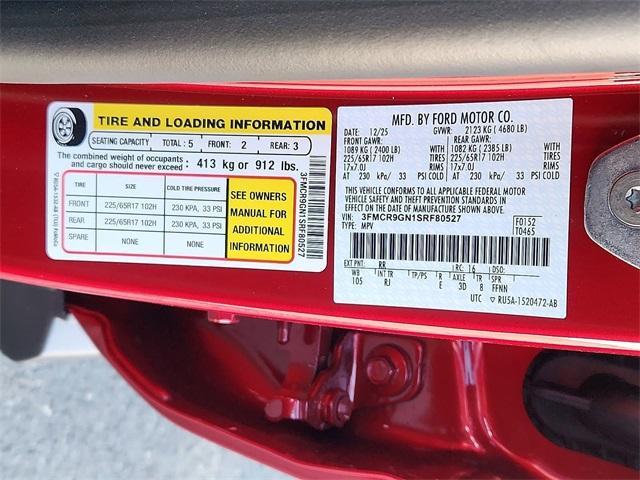 TIRE AND LOADING INFORMATION
SEATING CAPACITY TOTAL: 5 FRONT: 2 REAR: 3
The combined weight of occupants and cargo should never exceed: 413 kg or 912 lbs.
TIRE SIZE COLD TIRE PRESSURE
FRONT 225/65R17 102H 230 KPA, 33 PSI
REAR 225/65R17 102H 230 KPA, 33 PSI
SPARE NONE NONE
SEE OWNERS
MANUAL FOR
ADDITIONAL
INFORMATION
3FMCR9GN1SRF80527
MFD. BY FORD MOTOR CO.
DATE: 12/25 GVWR: 2123 KG ( 4680 LB)
FRONT GAWR: REAR GAWR:
1089 KG ( 2400 LB) WITH 1082 KG ( 2385 LB) WITH
225/65R17 102H TIRES 225/65R17 102H TIRES
17x7.0J RIMS 17x7.0J RIMS
AT 230 kPa/ 33 PSI COLD AT 230 kPa/ 33 PSI COLD
THIS VEHICLE CONFORMS TO ALL APPLICABLE FEDERAL MOTOR
VEHICLE SAFETY AND THEFT PREVENTION STANDARDS IN EFFECT
ON THE DATE OF MANUFACTURE SHOWN ABOVE.
VIN: 3FMCR9GN1SRF80527 F0152
TYPE: MPV T0465
EXT PNT: RR RC: 16 DSO:
WB INT TR TP/PS R AXLE TR SPR
105 RJ E 3D 8 FFNN
UTC RU5A-1520472-AB